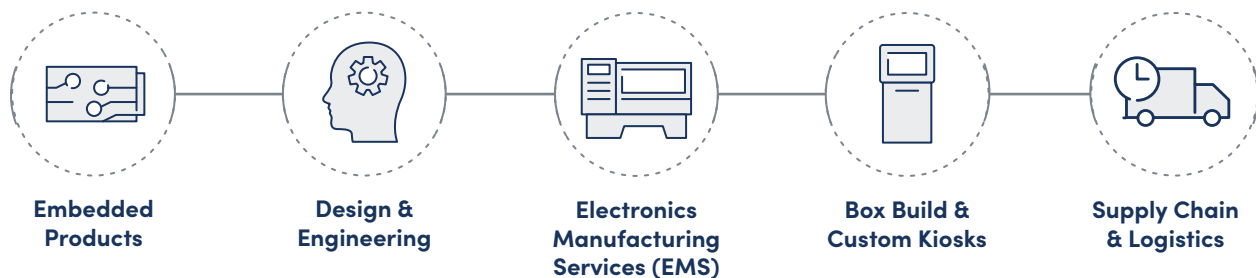 Embedded
Products
Design &
Engineering
Electronics
Manufacturing
Services (EMS)
Box Build &
Custom Kiosks
Supply Chain
& Logistics